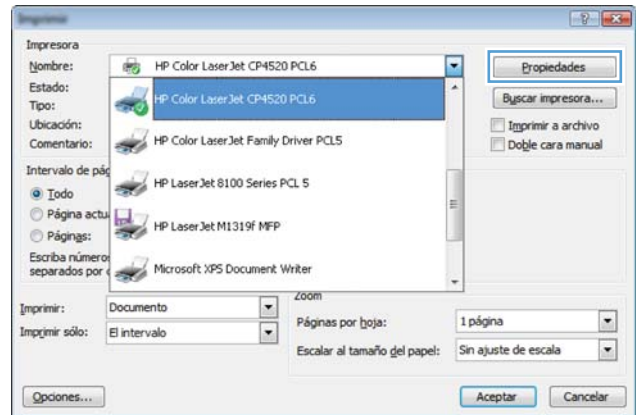 Imprimir
Impresora
Nombre: HP Color LaserJet CP4520 PCL6 Propiedades
Estado: HP Color LaserJet CP4520 PCL6 Buscar impresora...
Tipo:
Ubicación: Imprimir a archivo
Comentario: HP Color LaserJet Family Driver PCL5 Doble cara manual
Intervalo de pág
HP LaserJet 8100 Series PCL 5
Todo
Página actu
HP LaserJet M1319f MFP
Páginas:
Escriba número
separados por Microsoft XPS Document Writer
Zoom
Imprimir: Documento
Páginas por hoja: 1 página
Imprimir sólo: El intervalo
Escalar al tamaño del papel: Sin ajuste de escala
Opciones... Aceptar Cancelar